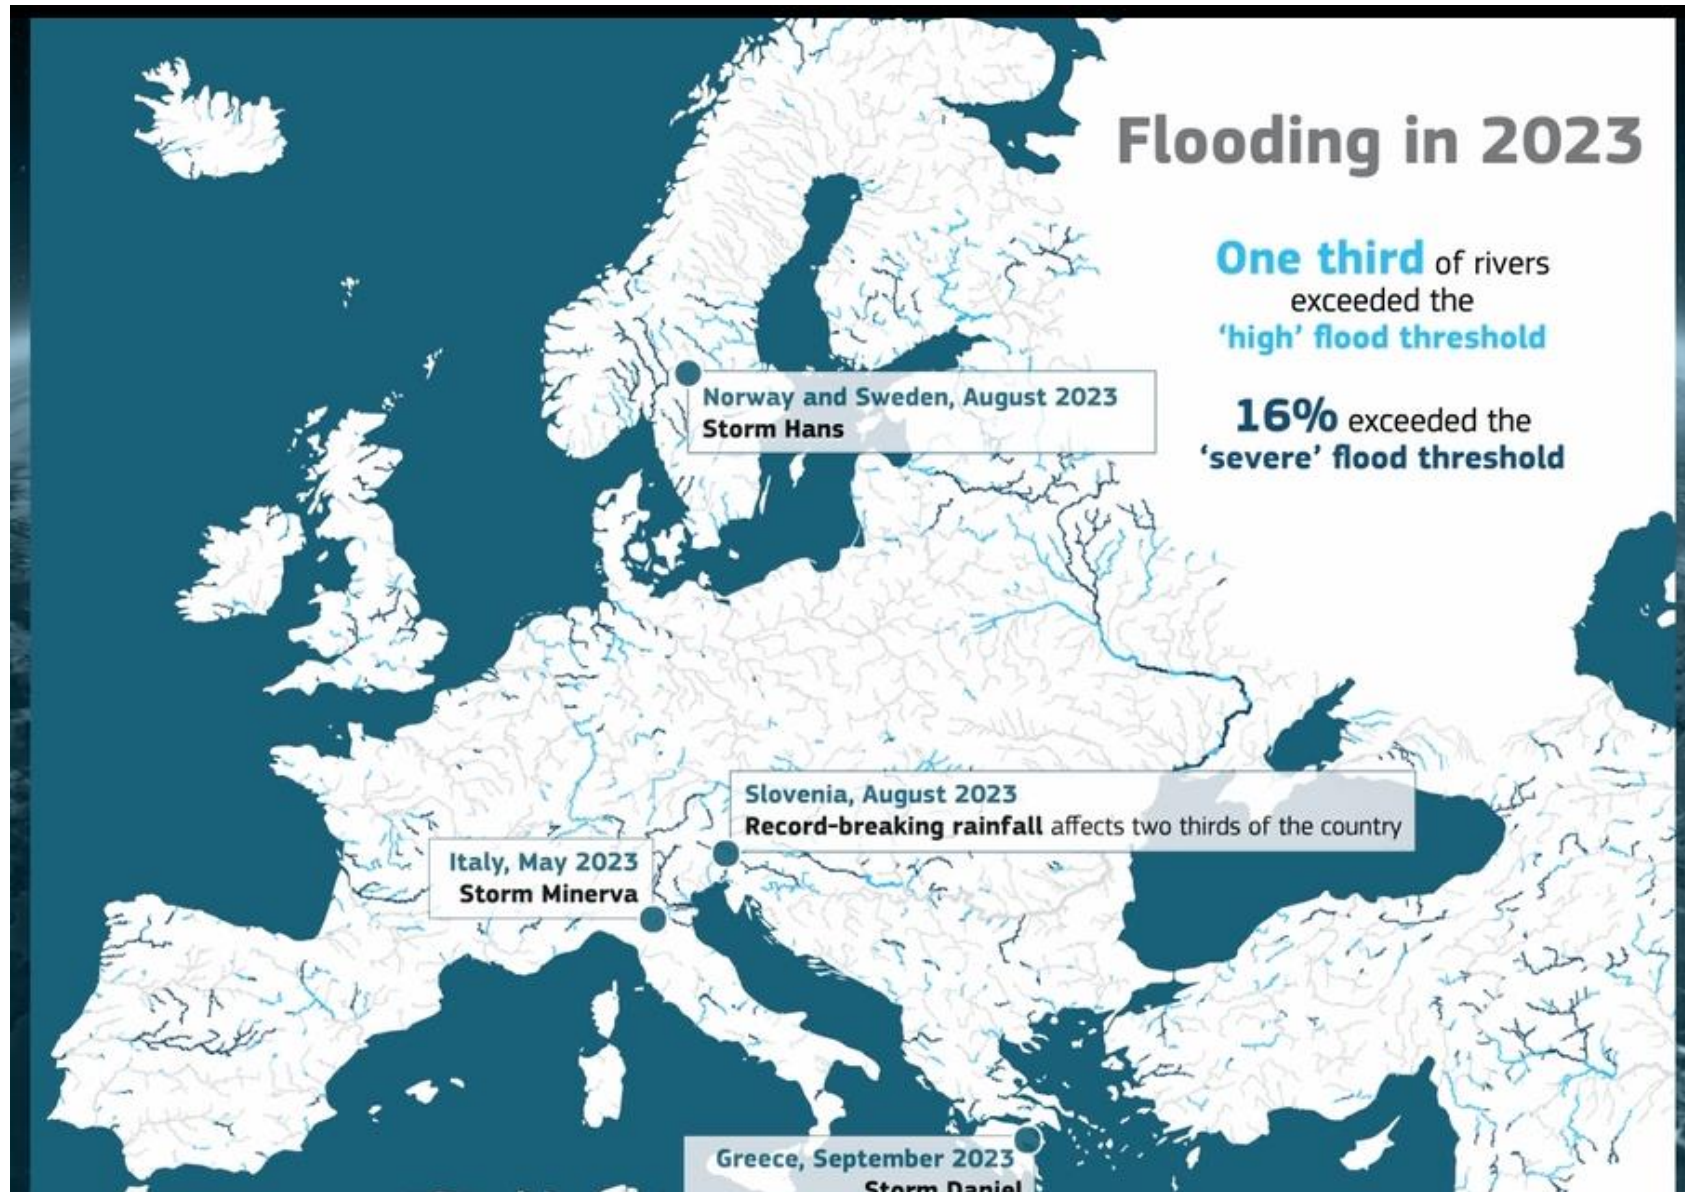 Flooding in 2023
One third of rivers
exceeded the
‘high’ flood threshold
16% exceeded the
‘severe’ flood threshold
Norway and Sweden, August 2023
Storm Hans
Slovenia, August 2023
Record-breaking rainfall affects two thirds of the country
Italy, May 2023
Storm Minerva
Greece, September 2023
Storm Daniel